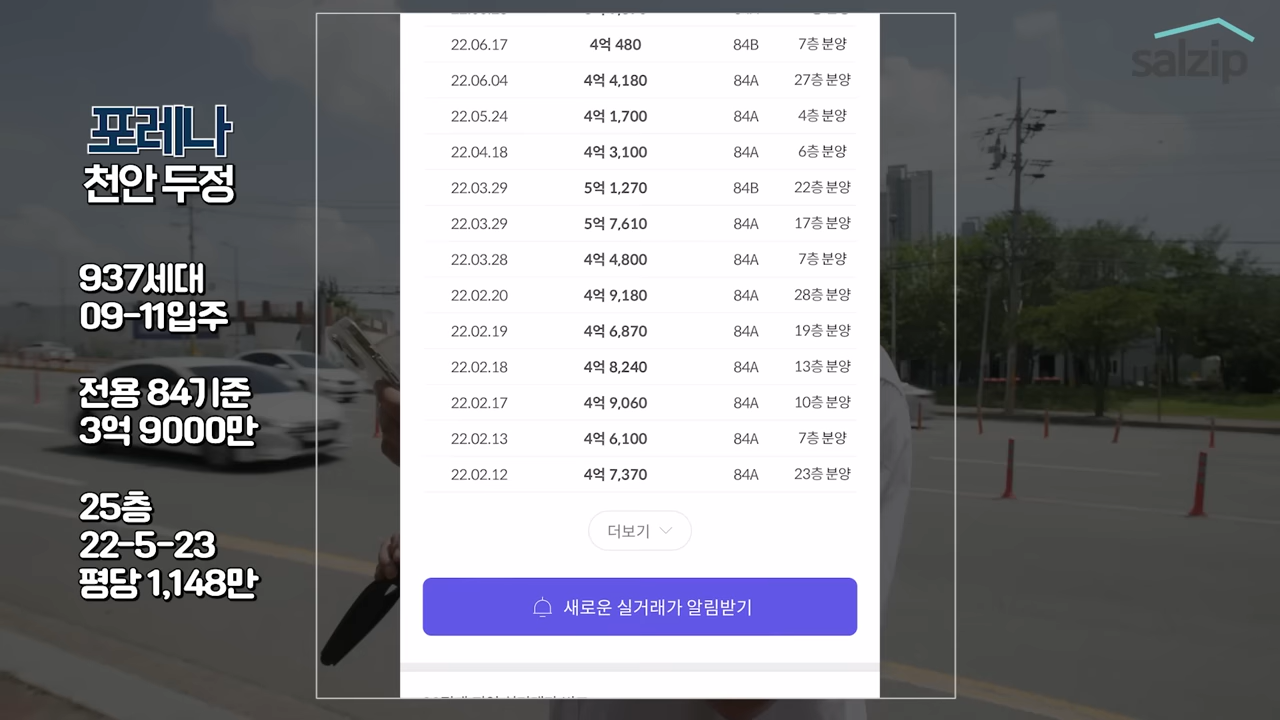 포레나
천안 두정
937세대
09-11입주
전용 84기준
3억 9000만
25층
22-5-23
평당 1,148만
22.06.17 4억 480 84B 7층 분양
22.06.04 4억 4,180 84A 27층 분양
22.05.24 4억 1,700 84A 4층 분양
22.04.18 4억 3,100 84A 6층 분양
22.03.29 5억 1,270 84B 22층 분양
22.03.29 5억 7,610 84A 17층 분양
22.03.28 4억 4,800 84A 7층 분양
22.02.20 4억 9,180 84A 28층 분양
22.02.19 4억 6,870 84A 19층 분양
22.02.18 4억 8,240 84A 13층 분양
22.02.17 4억 9,060 84A 10층 분양
22.02.13 4억 6,100 84A 7층 분양
22.02.12 4억 7,370 84A 23층 분양
더보기
새로운 실거래가 알림받기
salzip